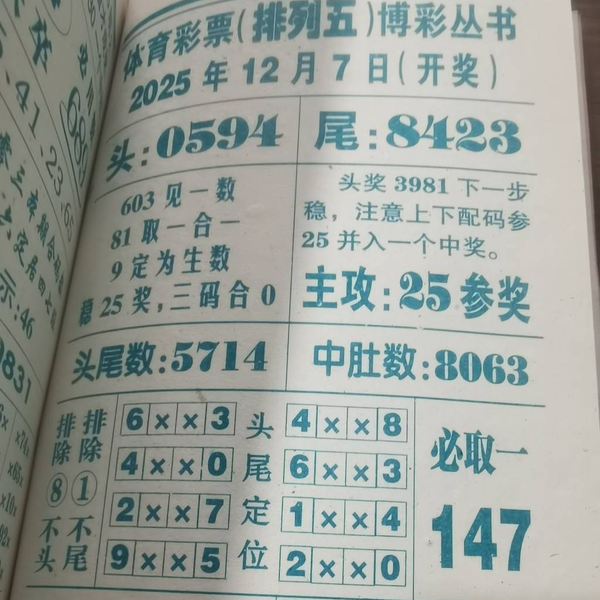 体育彩票(排列五)博彩丛书
2025年12月7日(开奖)
头:0594
尾:8423
603见一数
81取一合一
9定为生数
稳25奖,三码合0
头奖3981下一步
稳,注意上下配码参
25并入一个中奖。
主攻:25参奖
头尾数:5714
中肚数:8063
排除⑧不头
排除①不尾
6××3
4××0
2××7
9××5
头尾定位
4××8
6××3
1××4
2××0
必取一
147
41
23
示:46
9831